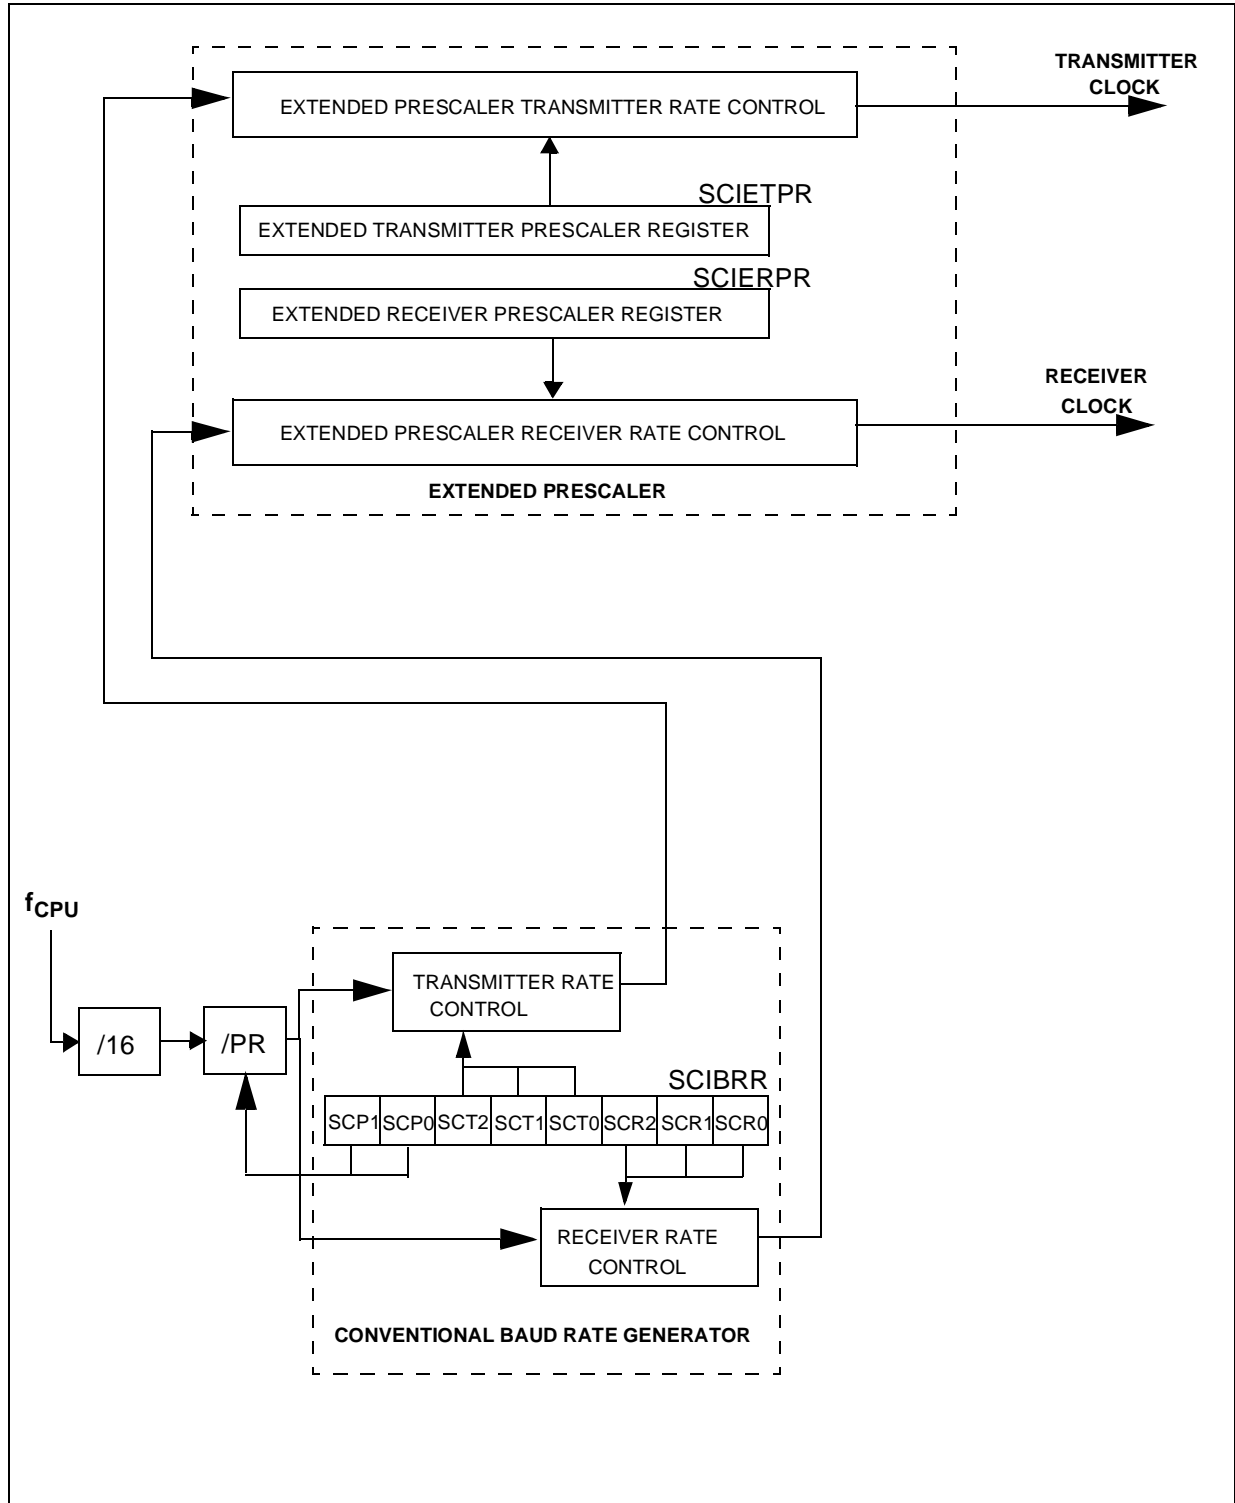 TRANSMITTER
CLOCK
EXTENDED PRESCALER TRANSMITTER RATE CONTROL
SCIETPR
EXTENDED TRANSMITTER PRESCALER REGISTER
SCIERPR
EXTENDED RECEIVER PRESCALER REGISTER
RECEIVER
CLOCK
EXTENDED PRESCALER RECEIVER RATE CONTROL
EXTENDED PRESCALER
fCPU
TRANSMITTER RATE
CONTROL
/16
/PR
SCIBRR
SCP1 SCP0 SCT2 SCT1 SCT0 SCR2 SCR1 SCR0
RECEIVER RATE
CONTROL
CONVENTIONAL BAUD RATE GENERATOR